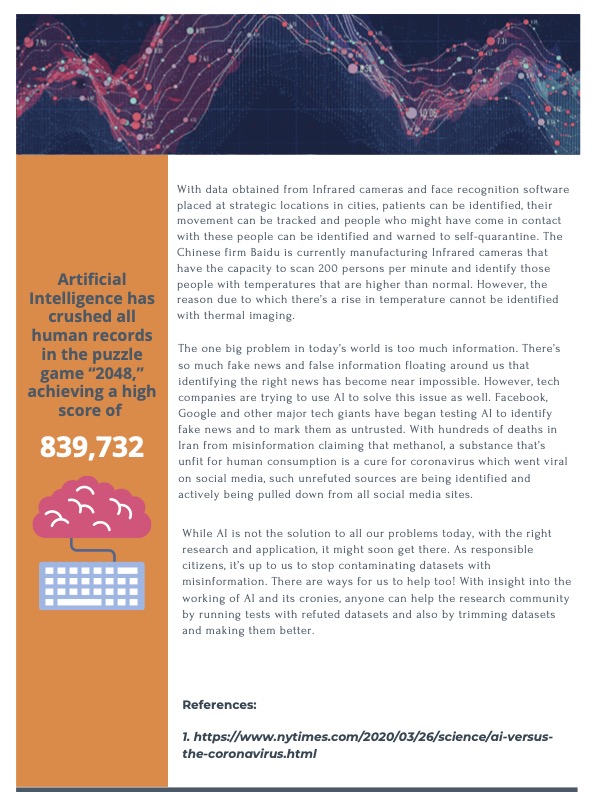 7.94
7.41
7.49
7.52
7.31
10.08
Artificial
Intelligence has
crushed all
human records
in the puzzle
game “2048,”
achieving a high
score of
839,732
With data obtained from Infrared cameras and face recognition software
placed at strategic locations in cities, patients can be identified, their
movement can be tracked and people who might have come in contact
with these people can be identified and warned to self-quarantine. The
Chinese firm Baidu is currently manufacturing Infrared cameras that
have the capacity to scan 200 persons per minute and identify those
people with temperatures that are higher than normal. However, the
reason due to which there’s a rise in temperature cannot be identified
with thermal imaging.
The one big problem in today’s world is too much information. There’s
so much fake news and false information floating around us that
identifying the right news has become near impossible. However, tech
companies are trying to use AI to solve this issue as well. Facebook,
Google and other major tech giants have began testing AI to identify
fake news and to mark them as untrusted. With hundreds of deaths in
Iran from misinformation claiming that methanol, a substance that’s
unfit for human consumption is a cure for coronavirus which went viral
on social media, such unrefuted sources are being identified and
actively being pulled down from all social media sites.
While AI is not the solution to all our problems today, with the right
research and application, it might soon get there. As responsible
citizens, it’s up to us to stop contaminating datasets with
misinformation. There are ways for us to help too! With insight into the
working of AI and its cronies, anyone can help the research community
by running tests with refuted datasets and also by trimming datasets
and making them better.
References:
1. https://www.nytimes.com/2020/03/26/science/ai-versus-
the-coronavirus.html